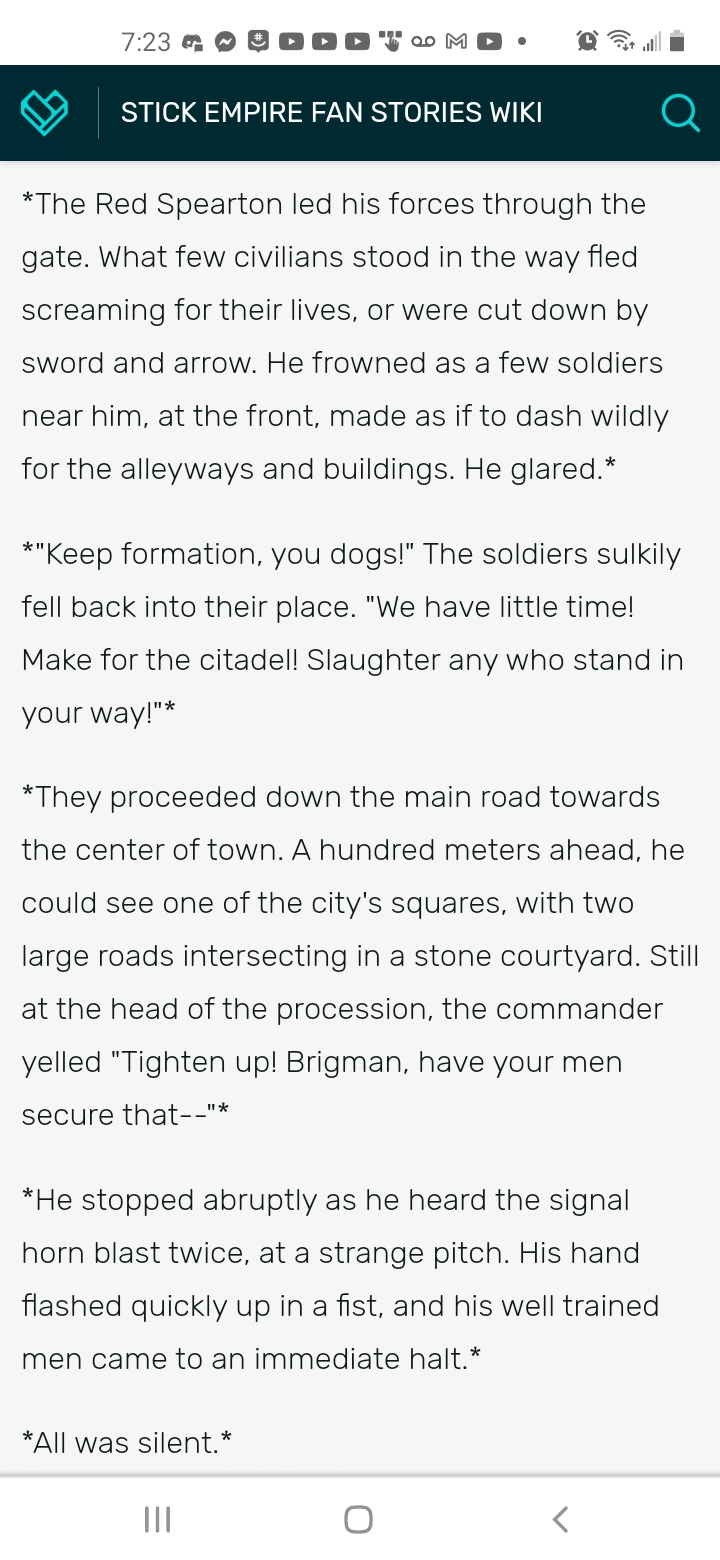 7:23
STICK EMPIRE FAN STORIES WIKI
*The Red Spearton led his forces through the
gate. What few civilians stood in the way fled
screaming for their lives, or were cut down by
sword and arrow. He frowned as a few soldiers
near him, at the front, made as if to dash wildly
for the alleyways and buildings. He glared.*
*"Keep formation, you dogs!" The soldiers sulkily
fell back into their place. "We have little time!
Make for the citadel! Slaughter any who stand in
your way!"*
*They proceeded down the main road towards
the center of town. A hundred meters ahead, he
could see one of the city's squares, with two
large roads intersecting in a stone courtyard. Still
at the head of the procession, the commander
yelled "Tighten up! Brigman, have your men
secure that--"*
*He stopped abruptly as he heard the signal
horn blast twice, at a strange pitch. His hand
flashed quickly up in a fist, and his well trained
men came to an immediate halt.*
*All was silent.*